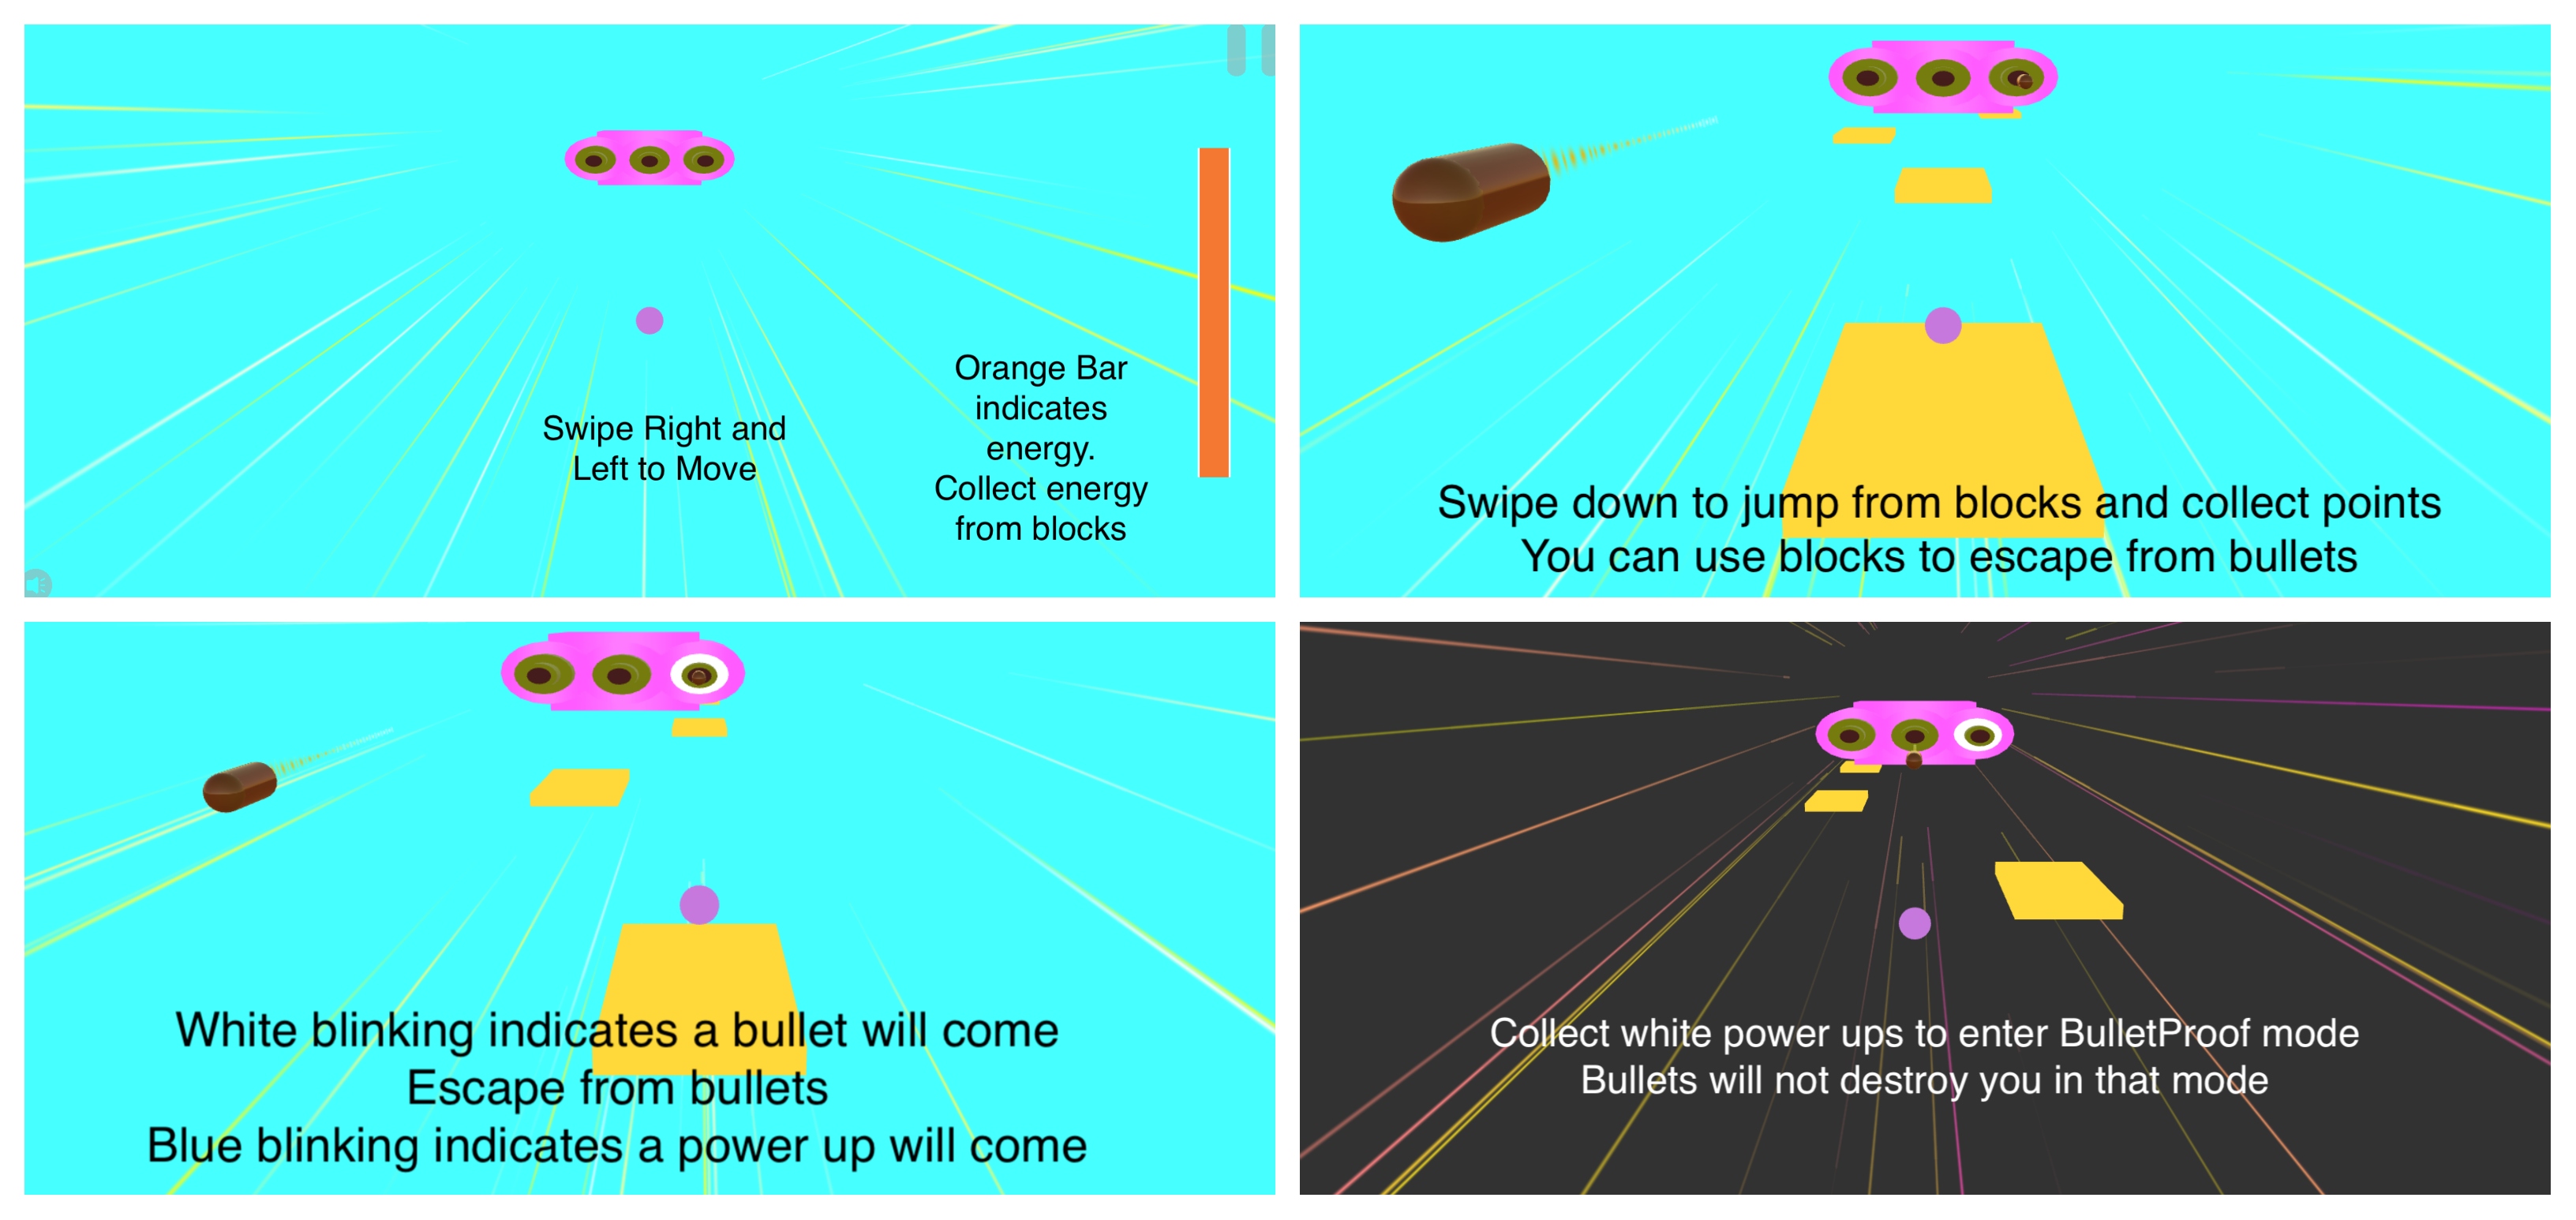 Swipe Right and
Left to Move
Orange Bar
indicates
energy.
Collect energy
from blocks
Swipe down to jump from blocks and collect points
You can use blocks to escape from bullets
White blinking indicates a bullet will come
Escape from bullets
Blue blinking indicates a power up will come
Collect white power ups to enter BulletProof mode
Bullets will not destroy you in that mode